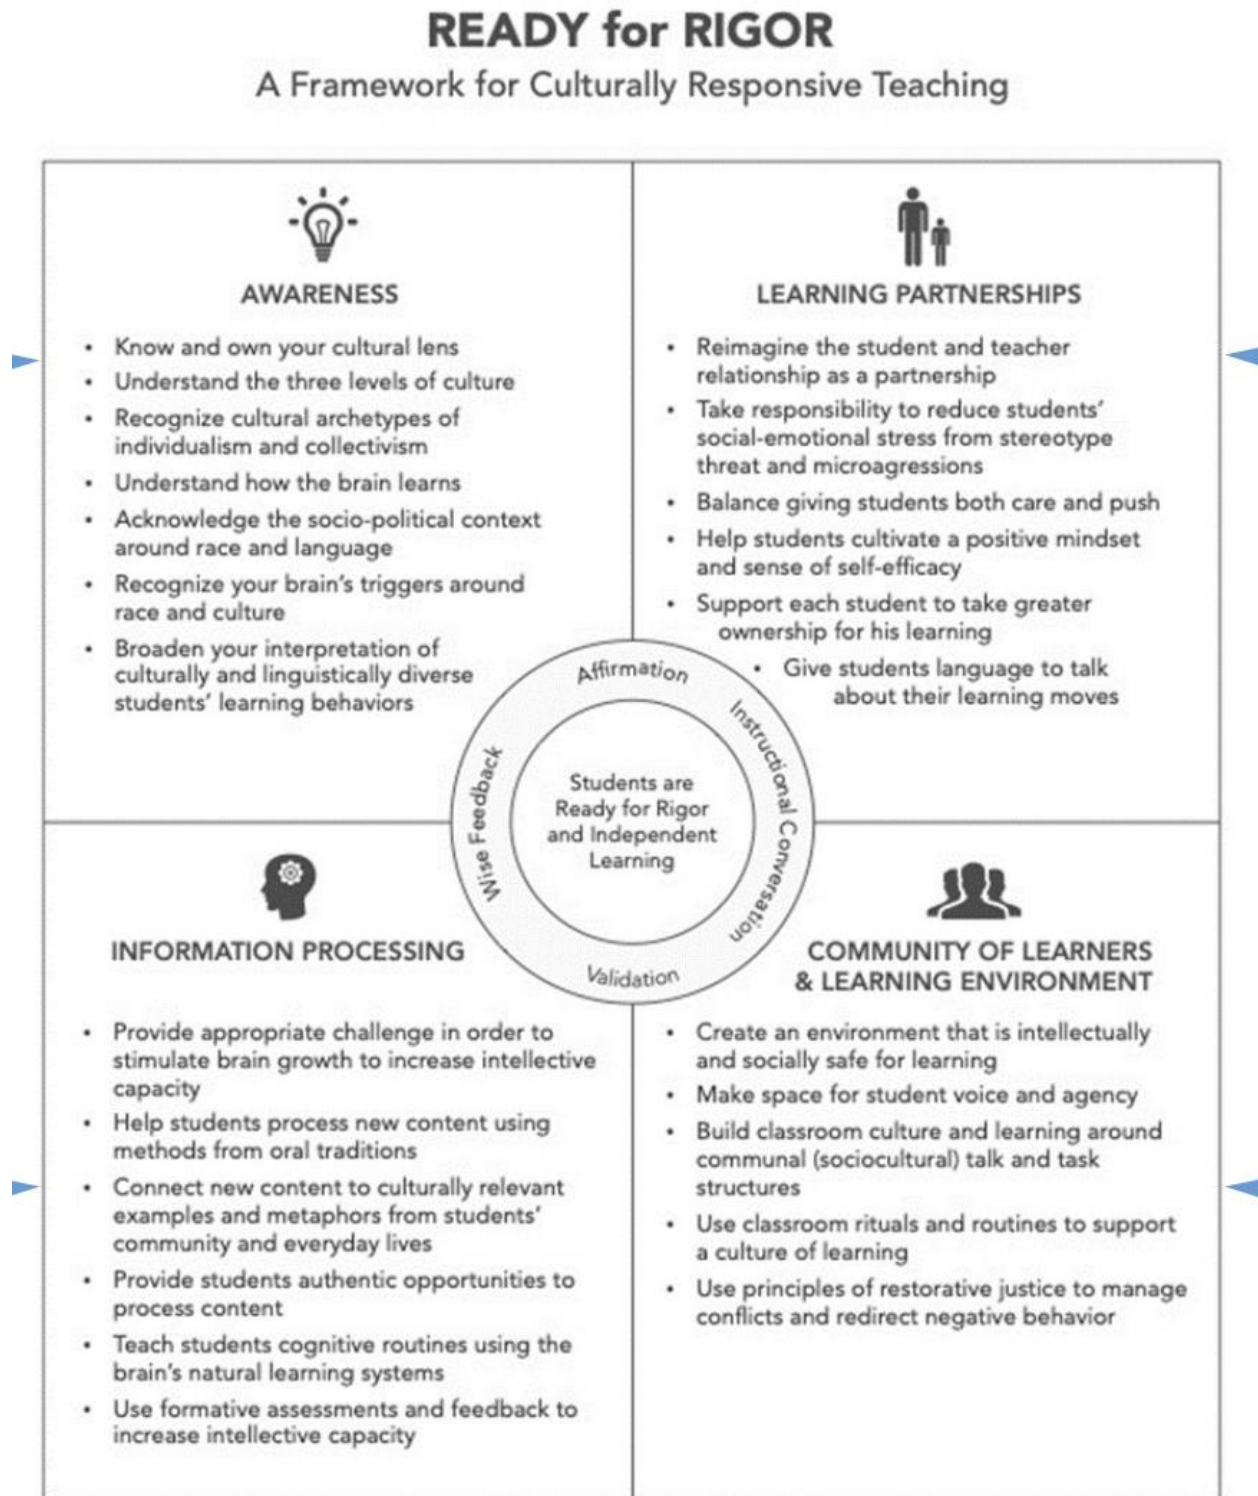 READY for RIGOR
A Framework for Culturally Responsive Teaching
AWARENESS
• Know and own your cultural lens
• Understand the three levels of culture
• Recognize cultural archetypes of
individualism and collectivism
• Understand how the brain learns
• Acknowledge the socio-political context
around race and language
• Recognize your brain's triggers around
race and culture
• Broaden your interpretation of
culturally and linguistically diverse
students' learning behaviors
LEARNING PARTNERSHIPS
• Reimagine the student and teacher
relationship as a partnership
• Take responsibility to reduce students'
social-emotional stress from stereotype
threat and microagressions
• Balance giving students both care and push
• Help students cultivate a positive mindset
and sense of self-efficacy
• Support each student to take greater
ownership for his learning
• Give students language to talk
about their learning moves
Affirmation
Instructional Conversation
Validation
Wise Feedback
Students are
Ready for Rigor
and Independent
Learning
INFORMATION PROCESSING
• Provide appropriate challenge in order to
stimulate brain growth to increase intellective
capacity
• Help students process new content using
methods from oral traditions
• Connect new content to culturally relevant
examples and metaphors from students'
community and everyday lives
• Provide students authentic opportunities to
process content
• Teach students cognitive routines using the
brain's natural learning systems
• Use formative assessments and feedback to
increase intellective capacity
COMMUNITY OF LEARNERS
& LEARNING ENVIRONMENT
• Create an environment that is intellectually
and socially safe for learning
• Make space for student voice and agency
• Build classroom culture and learning around
communal (sociocultural) talk and task
structures
• Use classroom rituals and routines to support
a culture of learning
• Use principles of restorative justice to manage
conflicts and redirect negative behavior